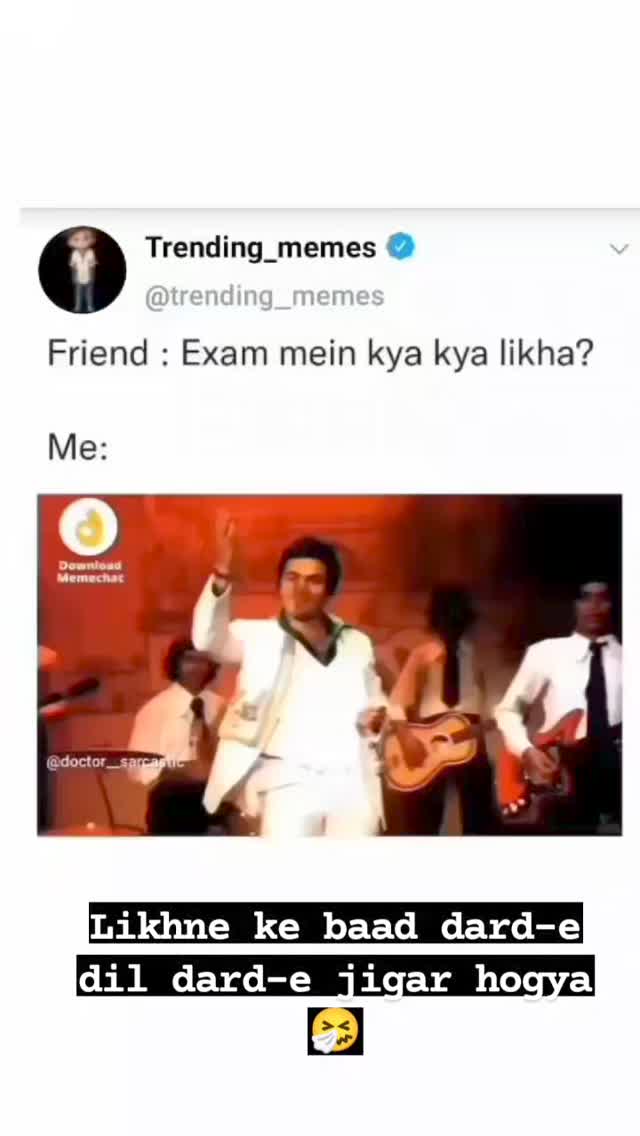 Trending_memes
@trending_memes
Friend : Exam mein kya kya likha?
Me:
Download
Memechat
@doctor__sarcastic
Likhne ke baad dard-e
dil dard-e jigar hogya